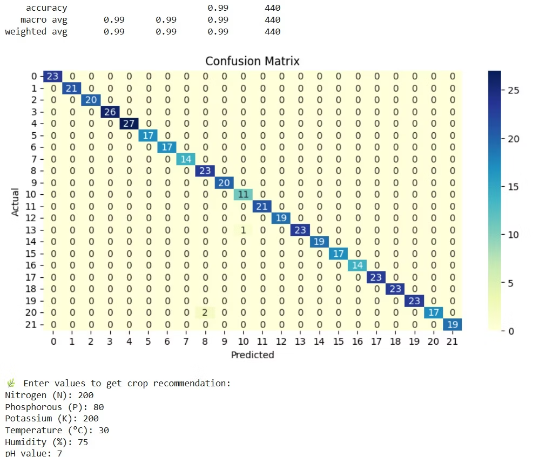 accuracy 0.99 440
macro avg 0.99 0.99 0.99 440
weighted avg 0.99 0.99 0.99 440
Confusion Matrix
0 23 0 0 0 0 0 0 0 0 0 0 0 0 0 0 0 0 0 0 0 0 0
1 0 21 0 0 0 0 0 0 0 0 0 0 0 0 0 0 0 0 0 0 0 0
2 0 0 20 0 0 0 0 0 0 0 0 0 0 0 0 0 0 0 0 0 0 0
3 0 0 0 26 0 0 0 0 0 0 0 0 0 0 0 0 0 0 0 0 0 0
4 0 0 0 0 27 0 0 0 0 0 0 0 0 0 0 0 0 0 0 0 0 0
5 0 0 0 0 0 17 0 0 0 0 0 0 0 0 0 0 0 0 0 0 0 0
6 0 0 0 0 0 0 17 0 0 0 0 0 0 0 0 0 0 0 0 0 0 0
7 0 0 0 0 0 0 0 14 0 0 0 0 0 0 0 0 0 0 0 0 0 0
8 0 0 0 0 0 0 0 0 23 0 0 0 0 0 0 0 0 0 0 0 0 0
9 0 0 0 0 0 0 0 0 0 20 0 0 0 0 0 0 0 0 0 0 0 0
10 0 0 0 0 0 0 0 0 0 0 11 0 0 0 0 0 0 0 0 0 0 0
11 0 0 0 0 0 0 0 0 0 0 0 21 0 0 0 0 0 0 0 0 0 0
12 0 0 0 0 0 0 0 0 0 0 0 0 19 0 0 0 0 0 0 0 0 0
13 0 0 0 0 0 0 0 0 0 0 1 0 0 23 0 0 0 0 0 0 0 0
14 0 0 0 0 0 0 0 0 0 0 0 0 0 0 19 0 0 0 0 0 0 0
15 0 0 0 0 0 0 0 0 0 0 0 0 0 0 0 17 0 0 0 0 0 0
16 0 0 0 0 0 0 0 0 0 0 0 0 0 0 0 0 14 0 0 0 0 0
17 0 0 0 0 0 0 0 0 0 0 0 0 0 0 0 0 0 23 0 0 0 0
18 0 0 0 0 0 0 0 0 0 0 0 0 0 0 0 0 0 0 23 0 0 0
19 0 0 0 0 0 0 0 0 0 0 0 0 0 0 0 0 0 0 0 23 0 0
20 0 0 0 0 0 0 0 0 2 0 0 0 0 0 0 0 0 0 0 0 17 0
21 0 0 0 0 0 0 0 0 0 0 0 0 0 0 0 0 0 0 0 0 0 19
0 1 2 3 4 5 6 7 8 9 10 11 12 13 14 15 16 17 18 19 20 21
Actual
Predicted
25
20
15
10
5
0
Enter values to get crop recommendation:
Nitrogen (N): 200
Phosphorous (P): 80
Potassium (K): 200
Temperature (°C): 30
Humidity (%): 75
pH value: 7